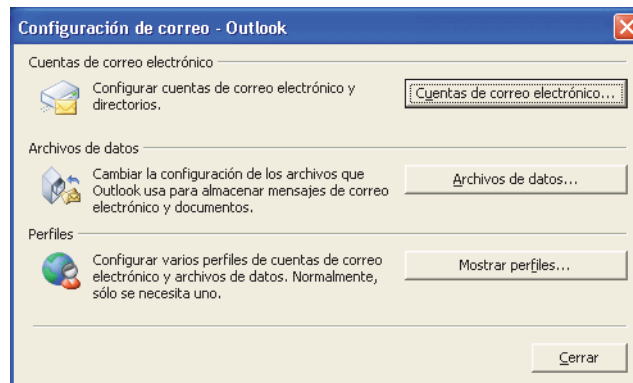 Configuración de correo - Outlook
Cuentas de correo electrónico
Configurar cuentas de correo electrónico y
directorios.
Cuentas de correo electrónico...
Archivos de datos
Cambiar la configuración de los archivos que
Outlook usa para almacenar mensajes de correo
electrónico y documentos.
Archivos de datos...
Perfiles
Configurar varios perfiles de cuentas de correo
electrónico y archivos de datos. Normalmente,
sólo se necesita uno.
Mostrar perfiles...
Cerrar